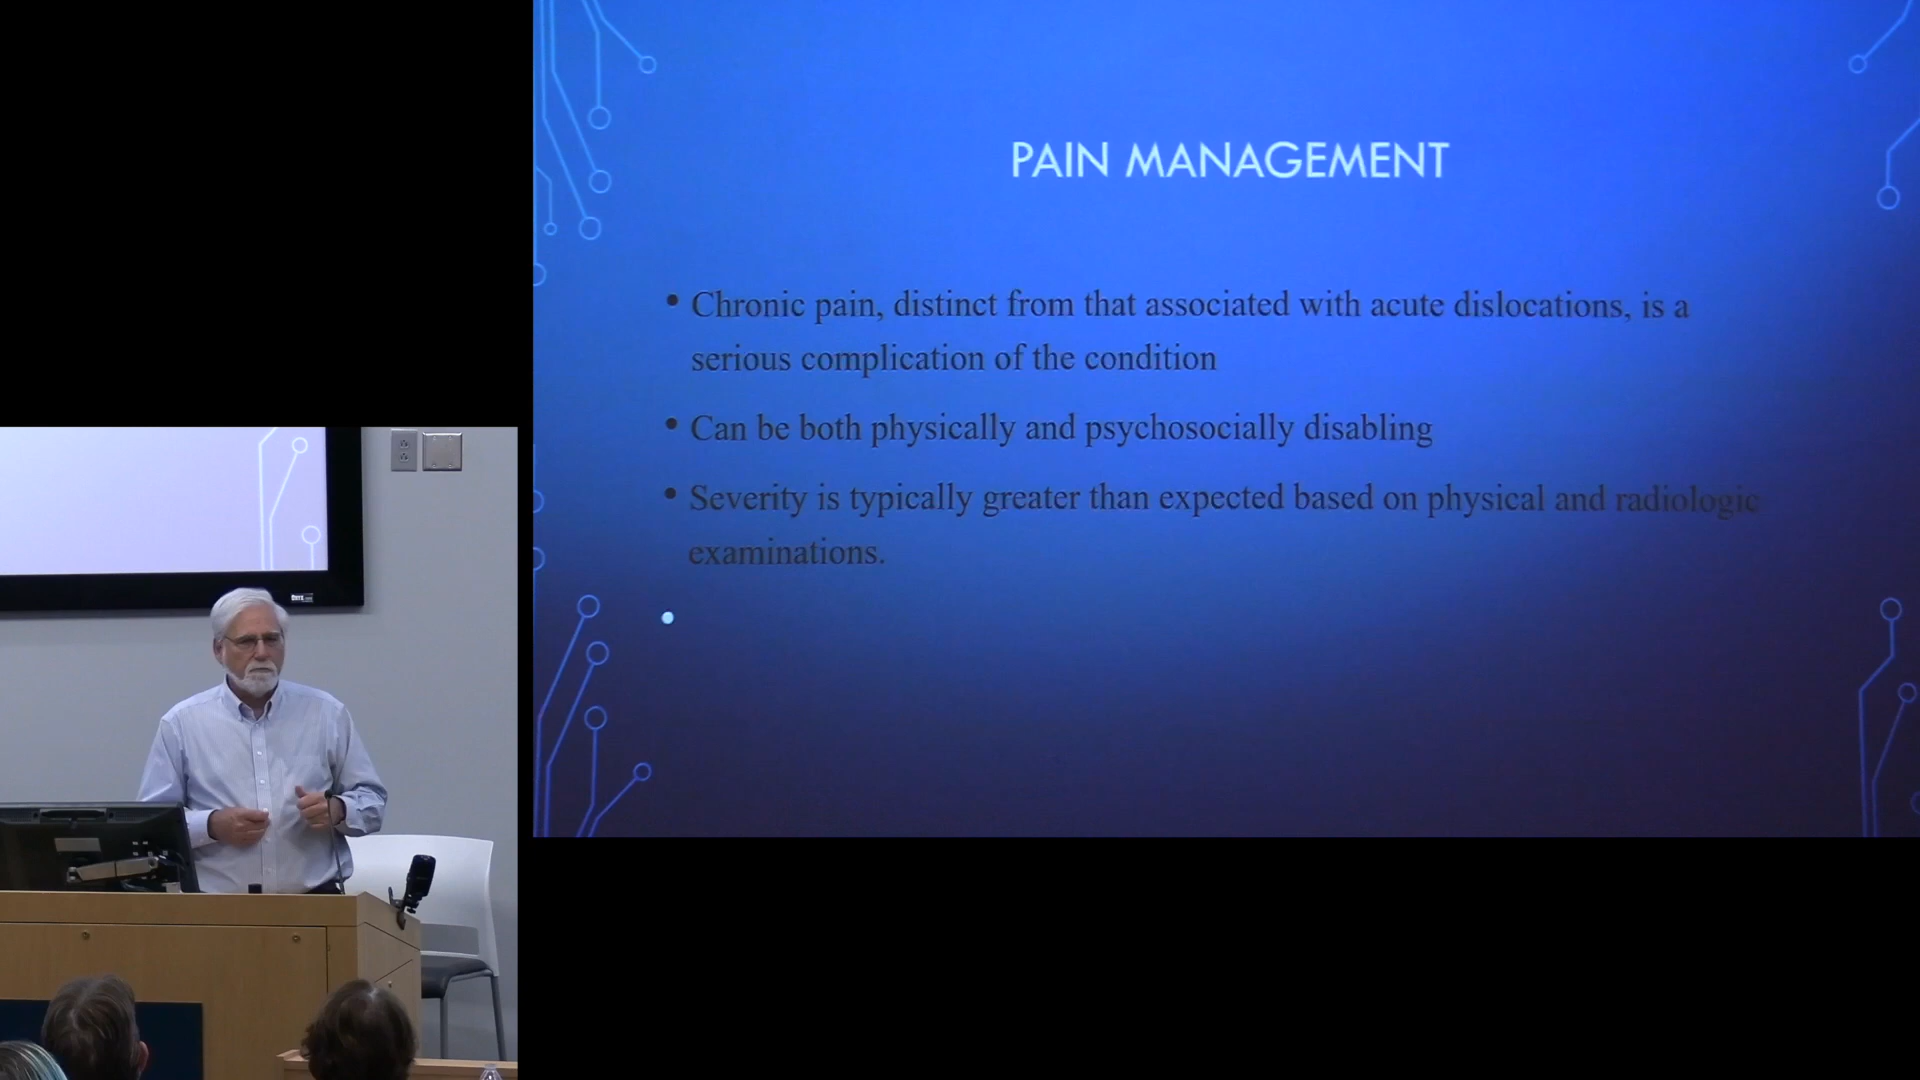 PAIN MANAGEMENT
• Chronic pain, distinct from that associated with acute dislocations, is a
serious complication of the condition
• Can be both physically and psychosocially disabling
• Severity is typically greater than expected based on physical and radiologic
examinations.
•